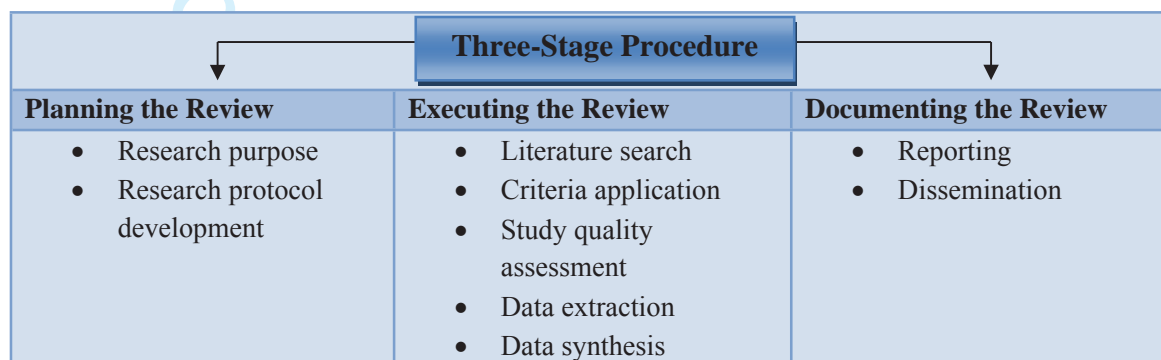 Three-Stage Procedure
Planning the Review
• Research purpose
• Research protocol
development
Executing the Review
• Literature search
• Criteria application
• Study quality
assessment
• Data extraction
• Data synthesis
Documenting the Review
• Reporting
• Dissemination